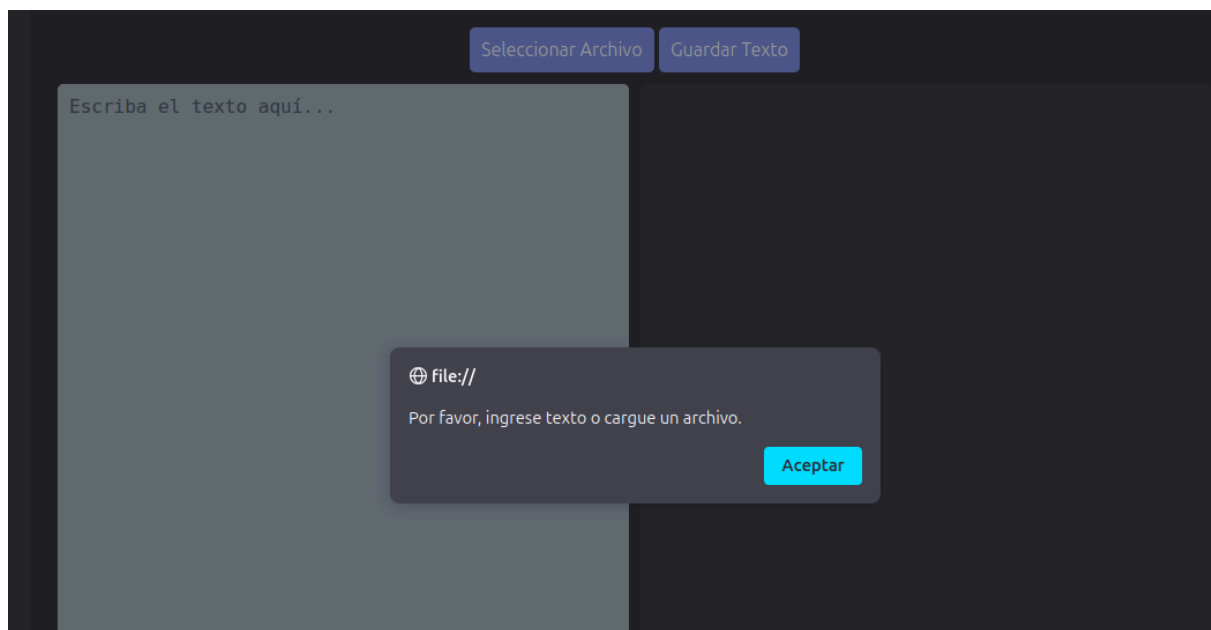 Seleccionar Archivo Guardar Texto
Escriba el texto aquí...
file://
Por favor, ingrese texto o cargue un archivo.
Aceptar